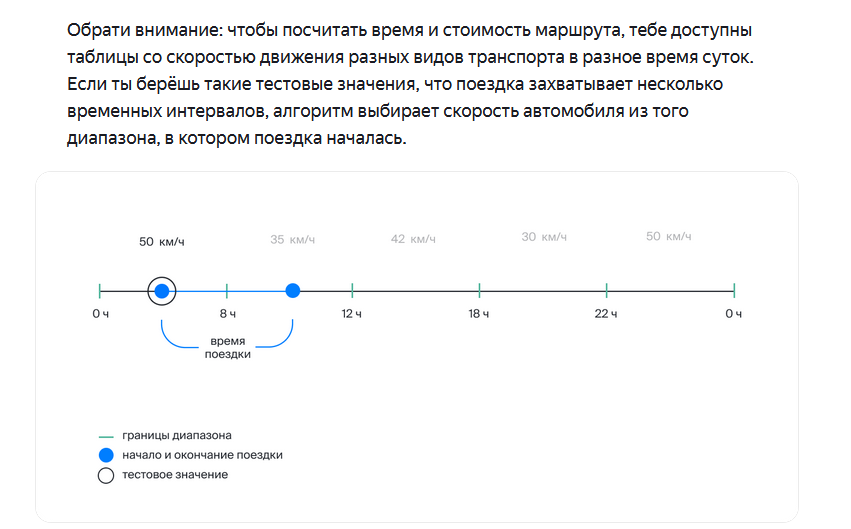 Обрати внимание: чтобы посчитать время и стоимость маршрута, тебе доступны
таблицы со скоростью движения разных видов транспорта в разное время суток.
Если ты берёшь такие тестовые значения, что поездка захватывает несколько
временных интервалов, алгоритм выбирает скорость автомобиля из того
диапазона, в котором поездка началась.
50 км/ч 35 км/ч 42 км/ч 30 км/ч 50 км/ч
0 ч 8 ч 12 ч 18 ч 22 ч 0 ч
время
поездки
границы диапазона
начало и окончание поездки
тестовое значение